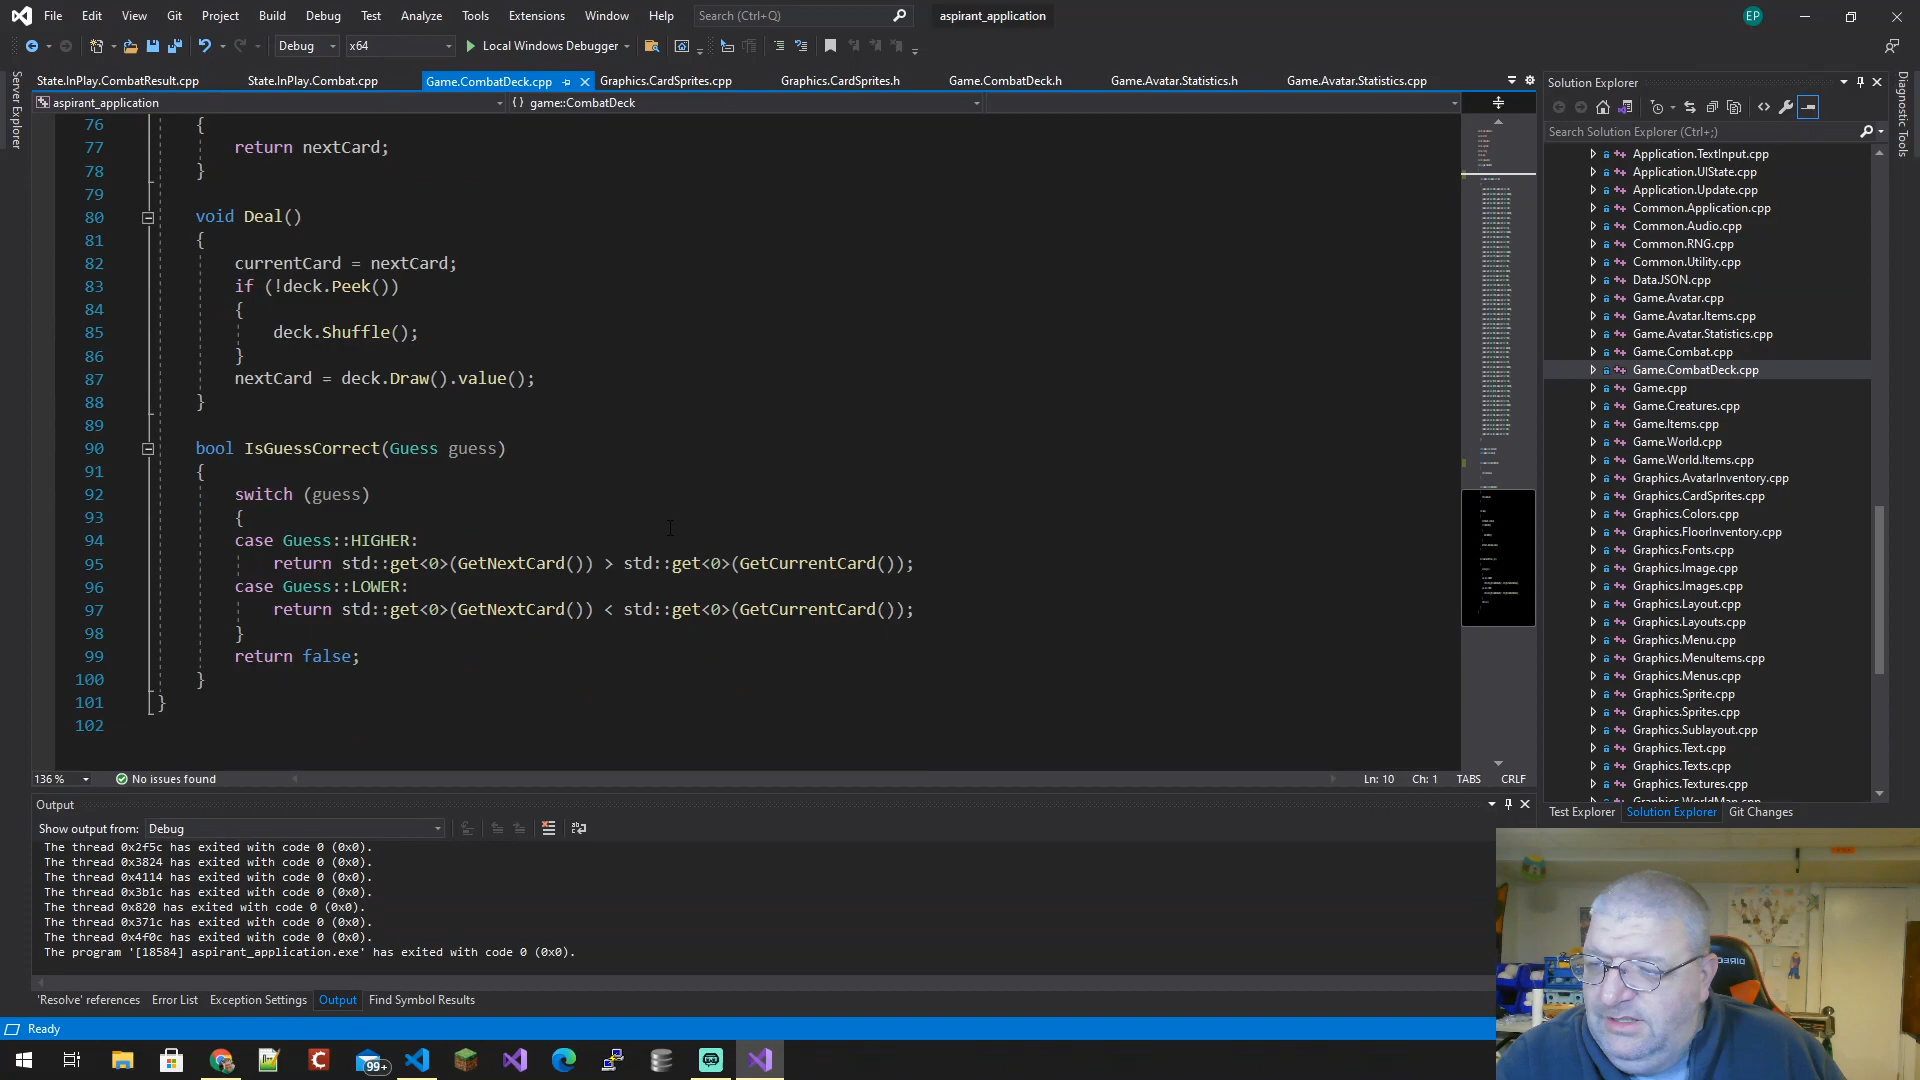 File Edit View Git Project Build Debug Test Analyze Tools Extensions Window Help Search (Ctrl+Q) aspirant_application EP
Debug x64 Local Windows Debugger
State.InPlay.CombatResult.cpp State.InPlay.Combat.cpp Game.CombatDeck.cpp Graphics.CardSprites.cpp Graphics.CardSprites.h Game.CombatDeck.h Game.Avatar.Statistics.h Game.Avatar.Statistics.cpp
aspirant_application { } game::CombatDeck
Server Explorer
76 {
77 return nextCard;
78 }
79
80 void Deal()
81 {
82 currentCard = nextCard;
83 if (!deck.Peek())
84 {
85 deck.Shuffle();
86 }
87 nextCard = deck.Draw().value();
88 }
89
90 bool IsGuessCorrect(Guess guess)
91 {
92 switch (guess)
93 {
94 case Guess::HIGHER:
95 return std::get<0>(GetNextCard()) > std::get<0>(GetCurrentCard());
96 case Guess::LOWER:
97 return std::get<0>(GetNextCard()) < std::get<0>(GetCurrentCard());
98 }
99 return false;
100 }
101 }
102
136 % No issues found Ln: 10 Ch: 1 TABS CRLF
Output
Show output from: Debug
The thread 0x2f5c has exited with code 0 (0x0).
The thread 0x3824 has exited with code 0 (0x0).
The thread 0x4114 has exited with code 0 (0x0).
The thread 0x3b1c has exited with code 0 (0x0).
The thread 0x820 has exited with code 0 (0x0).
The thread 0x371c has exited with code 0 (0x0).
The thread 0x4f0c has exited with code 0 (0x0).
The program '[18584] aspirant_application.exe' has exited with code 0 (0x0).
'Resolve' references Error List Exception Settings Output Find Symbol Results
Ready
99+
Solution Explorer
Search Solution Explorer (Ctrl+;)
Application.TextInput.cpp
Application.UIState.cpp
Application.Update.cpp
Common.Application.cpp
Common.Audio.cpp
Common.RNG.cpp
Common.Utility.cpp
Data.JSON.cpp
Game.Avatar.cpp
Game.Avatar.Items.cpp
Game.Avatar.Statistics.cpp
Game.Combat.cpp
Game.CombatDeck.cpp
Game.cpp
Game.Creatures.cpp
Game.Items.cpp
Game.World.cpp
Game.World.Items.cpp
Graphics.AvatarInventory.cpp
Graphics.CardSprites.cpp
Graphics.Colors.cpp
Graphics.FloorInventory.cpp
Graphics.Fonts.cpp
Graphics.Image.cpp
Graphics.Images.cpp
Graphics.Layout.cpp
Graphics.Layouts.cpp
Graphics.Menu.cpp
Graphics.MenuItems.cpp
Graphics.Menus.cpp
Graphics.Sprite.cpp
Graphics.Sprites.cpp
Graphics.Sublayout.cpp
Graphics.Text.cpp
Graphics.Texts.cpp
Graphics.Textures.cpp
Graphics.WorldMap.cpp
Test Explorer Solution Explorer Git Changes
Diagnostic Tools